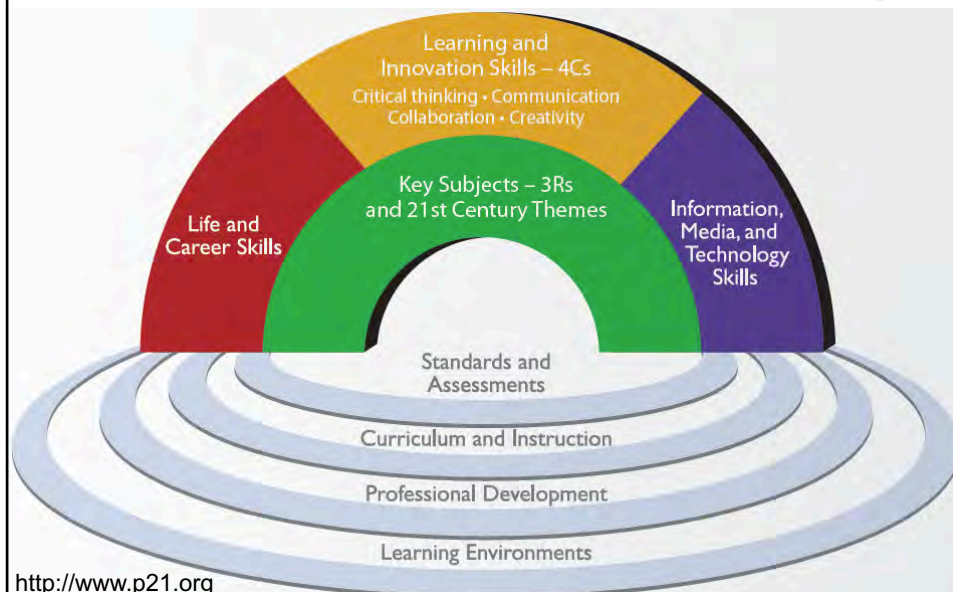 Learning and
Innovation Skills – 4Cs
Critical thinking • Communication
Collaboration • Creativity
Key Subjects – 3Rs
and 21st Century Themes
Life and
Career Skills
Information,
Media, and
Technology
Skills
Standards and
Assessments
Curriculum and Instruction
Professional Development
Learning Environments
http://www.p21.org